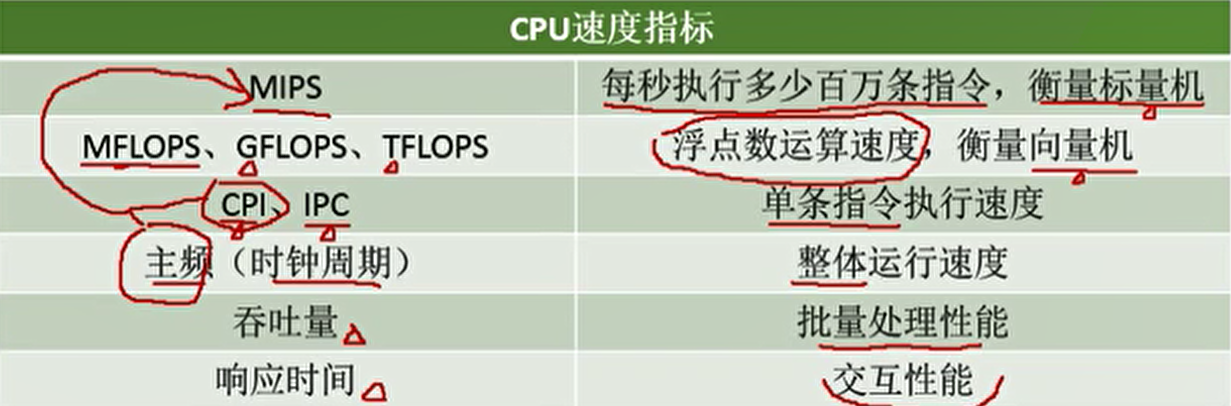 CPU速度指标
MIPS 每秒执行多少百万条指令，衡量标量机
MFLOPS、GFLOPS、TFLOPS 浮点数运算速度，衡量向量机
CPI、IPC 单条指令执行速度
主频（时钟周期） 整体运行速度
吞吐量 批量处理性能
响应时间 交互性能